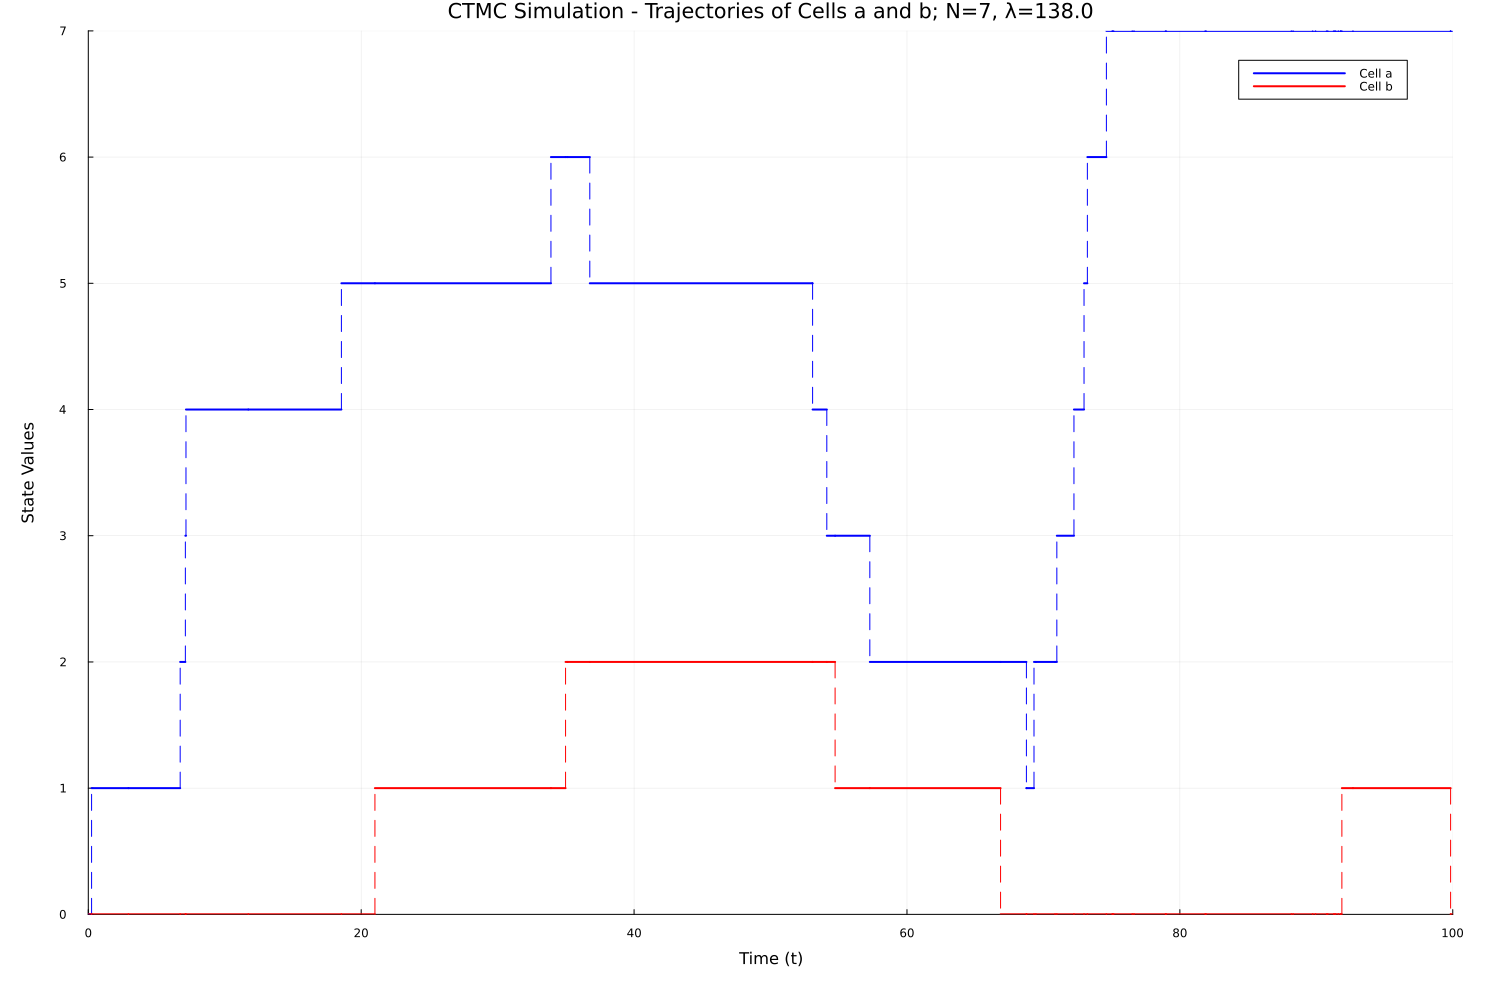 CTMC Simulation - Trajectories of Cells a and b; N=7, λ=138.0
7
Cell a
Cell b
6
5
4
State Values
3
2
1
0
0 20 40 60 80 100
Time (t)